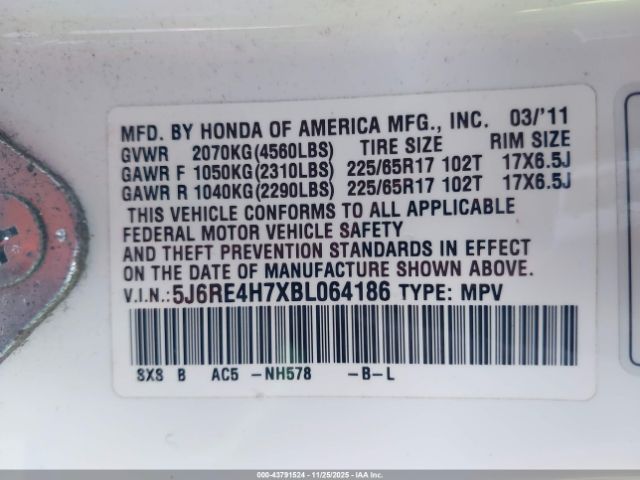 MFD. BY HONDA OF AMERICA MFG., INC. 03/'11
GVWR 2070KG(4560LBS) TIRE SIZE RIM SIZE
GAWR F 1050KG(2310LBS) 225/65R17 102T 17X6.5J
GAWR R 1040KG(2290LBS) 225/65R17 102T 17X6.5J
THIS VEHICLE CONFORMS TO ALL APPLICABLE
FEDERAL MOTOR VEHICLE SAFETY
AND THEFT PREVENTION STANDARDS IN EFFECT
ON THE DATE OF MANUFACTURE SHOWN ABOVE.
V.I.N.:5J6RE4H7XBL064186 TYPE: MPV
SXS B AC5 -NH578 -B-L
000-43791524 - 11/25/2025 - IAAI.COM